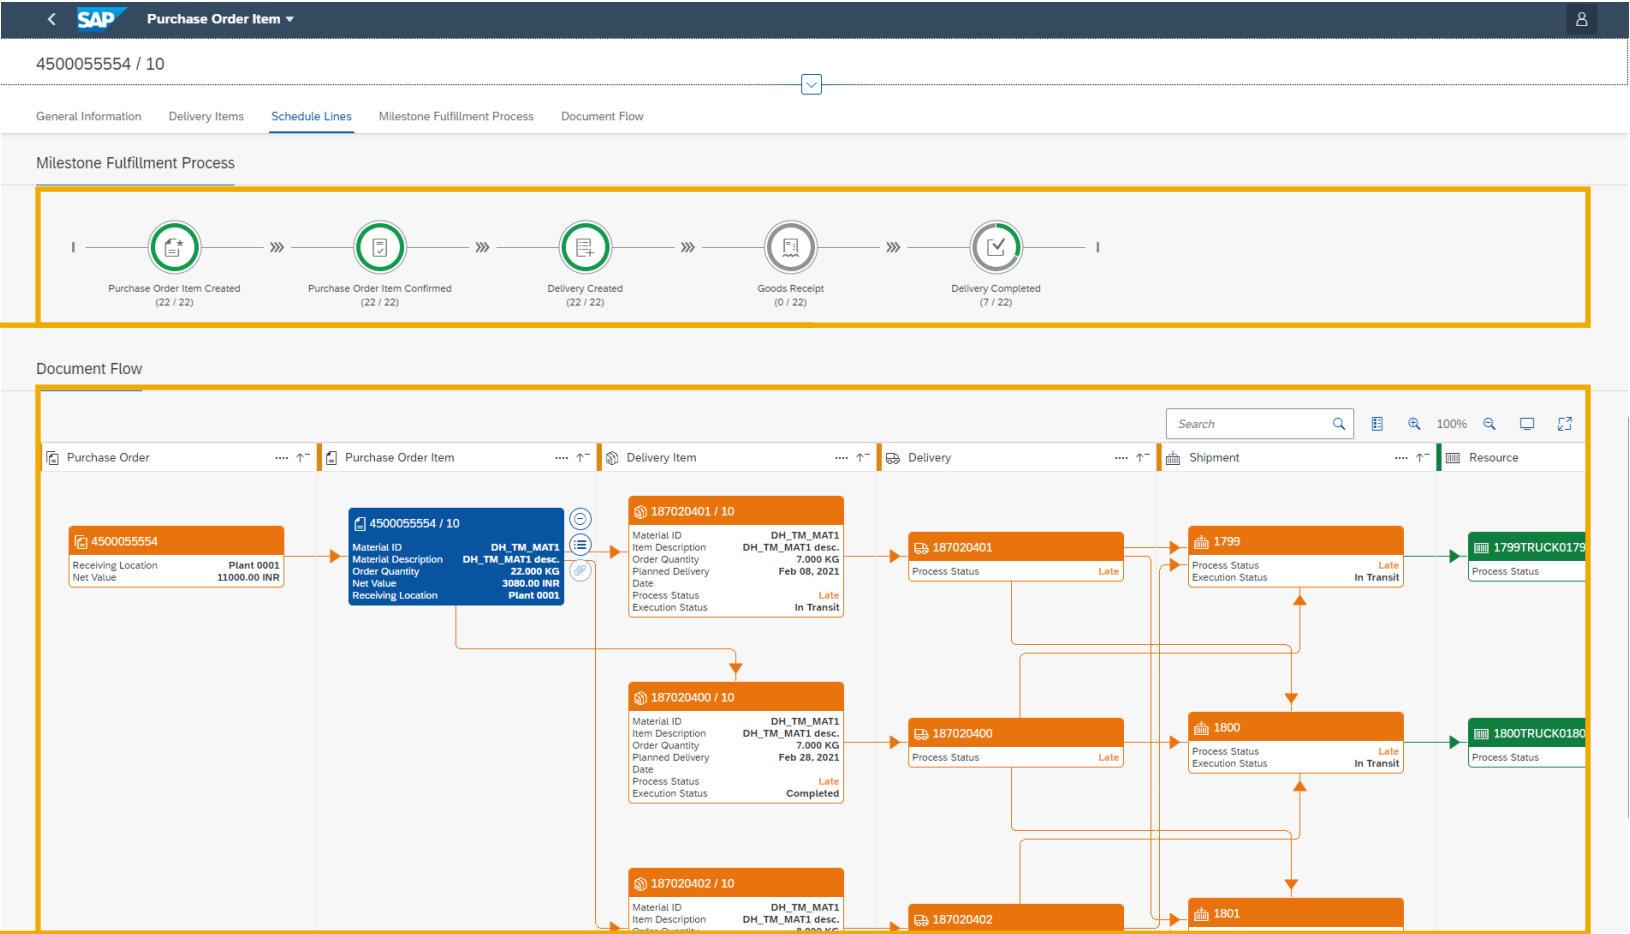 SAP Purchase Order Item
4500055554 / 10
General Information Delivery Items Schedule Lines Milestone Fulfillment Process Document Flow
Milestone Fulfillment Process
Purchase Order Item Created
(22 / 22)
Purchase Order Item Confirmed
(22 / 22)
Delivery Created
(22 / 22)
Goods Receipt
(0 / 22)
Delivery Completed
(7 / 22)
Document Flow
Search 100%
Purchase Order
Purchase Order Item
Delivery Item
Delivery
Shipment
Resource
4500055554
Receiving Location Plant 0001
Net Value 11000.00 INR
4500055554 / 10
Material ID DH_TM_MAT1
Material Description DH_TM_MAT1 desc.
Order Quantity 22.000 KG
Net Value 3080.00 INR
Receiving Location Plant 0001
187020401 / 10
Material ID DH_TM_MAT1
Item Description DH_TM_MAT1 desc.
Order Quantity 7.000 KG
Planned Delivery Feb 08, 2021
Date
Process Status Late
Execution Status In Transit
187020401
Process Status Late
1799
Process Status Late
Execution Status In Transit
1799TRUCK0179
Process Status
187020400 / 10
Material ID DH_TM_MAT1
Item Description DH_TM_MAT1 desc.
Order Quantity 7.000 KG
Planned Delivery Feb 28, 2021
Date
Process Status Late
Execution Status Completed
187020400
Process Status Late
1800
Process Status Late
Execution Status In Transit
1800TRUCK0180
Process Status
187020402 / 10
Material ID DH_TM_MAT1
Item Description DH_TM_MAT1 desc.
Order Quantity 8.000 KG
187020402
1801